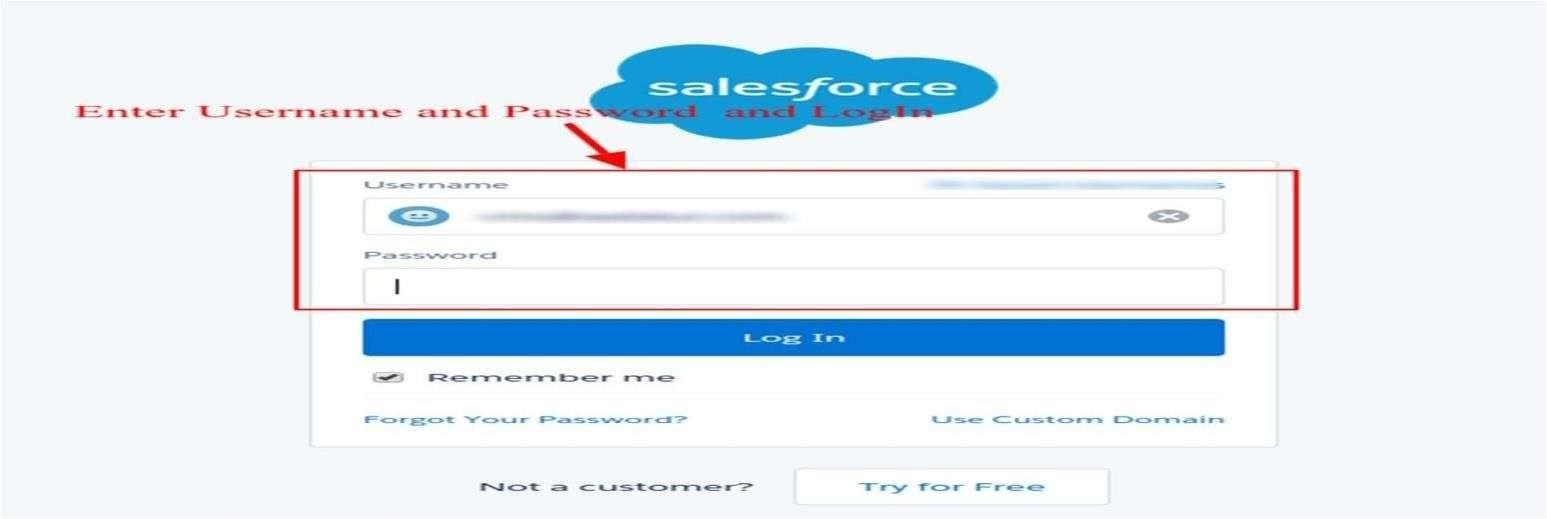 salesforce
Enter Username and Password and LogIn
Username
Password
Log In
Remember me
Forgot Your Password? Use Custom Domain
Not a customer? Try for Free